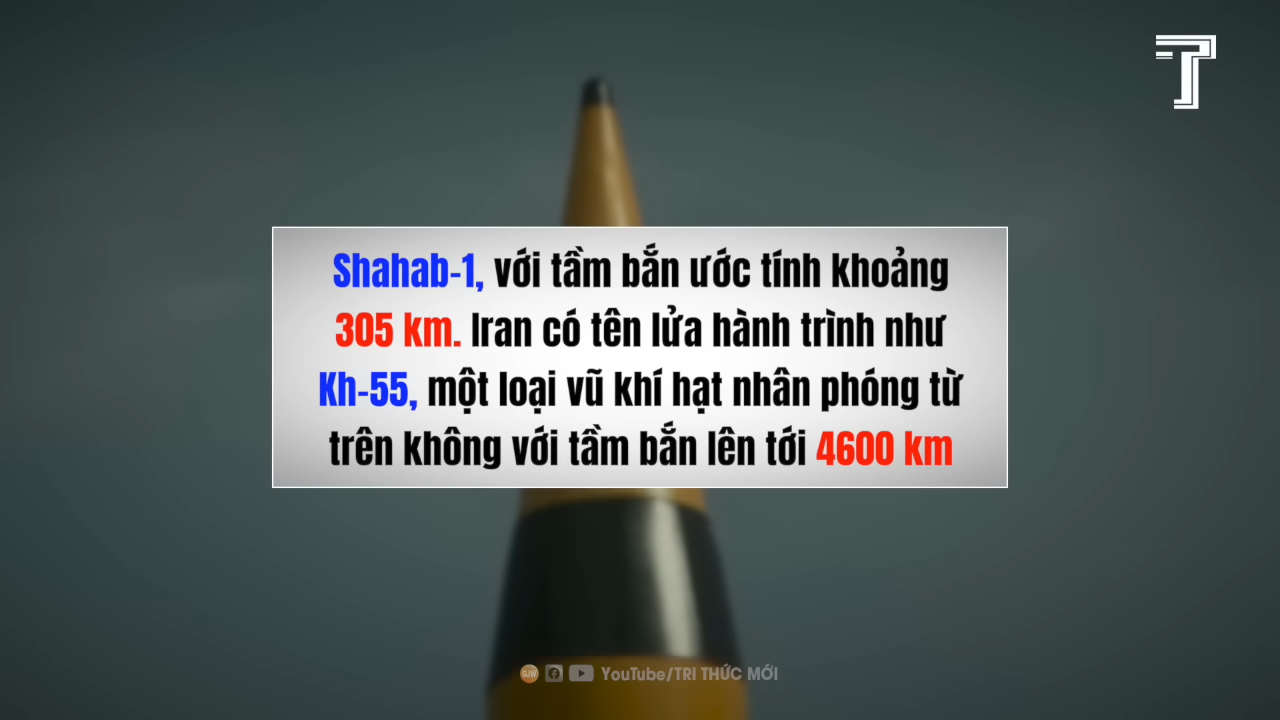 Shahab-1, với tầm bắn ước tính khoảng
305 km. Iran có tên lửa hành trình như
Kh-55, một loại vũ khí hạt nhân phóng từ
trên không với tầm bắn lên tới 4600 km
GJW YouTube/TRI THỨC MỚI